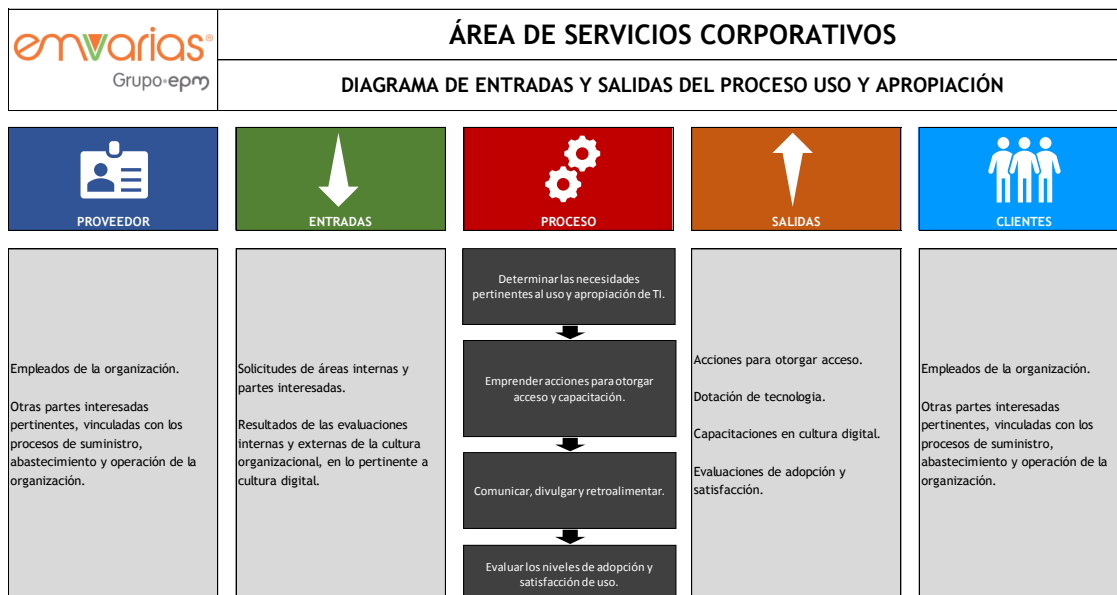 emvarias®
Grupo·epm
ÁREA DE SERVICIOS CORPORATIVOS
DIAGRAMA DE ENTRADAS Y SALIDAS DEL PROCESO USO Y APROPIACIÓN
PROVEEDOR
ENTRADAS
PROCESO
SALIDAS
CLIENTES
Empleados de la organización.
Otras partes interesadas
pertinentes, vinculadas con los
procesos de suministro,
abastecimiento y operación de la
organización.
Solicitudes de áreas internas y
partes interesadas.
Resultados de las evaluaciones
internas y externas de la cultura
organizacional, en lo pertinente a
cultura digital.
Determinar las necesidades
pertinentes al uso y apropiación de TI.
Emprender acciones para otorgar
acceso y capacitación.
Comunicar, divulgar y retroalimentar.
Evaluar los niveles de adopción y
satisfacción de uso.
Acciones para otorgar acceso.
Dotación de tecnologia.
Capacitaciones en cultura digital.
Evaluaciones de adopción y
satisfacción.
Empleados de la organización.
Otras partes interesadas
pertinentes, vinculadas con los
procesos de suministro,
abastecimiento y operación de la
organización.